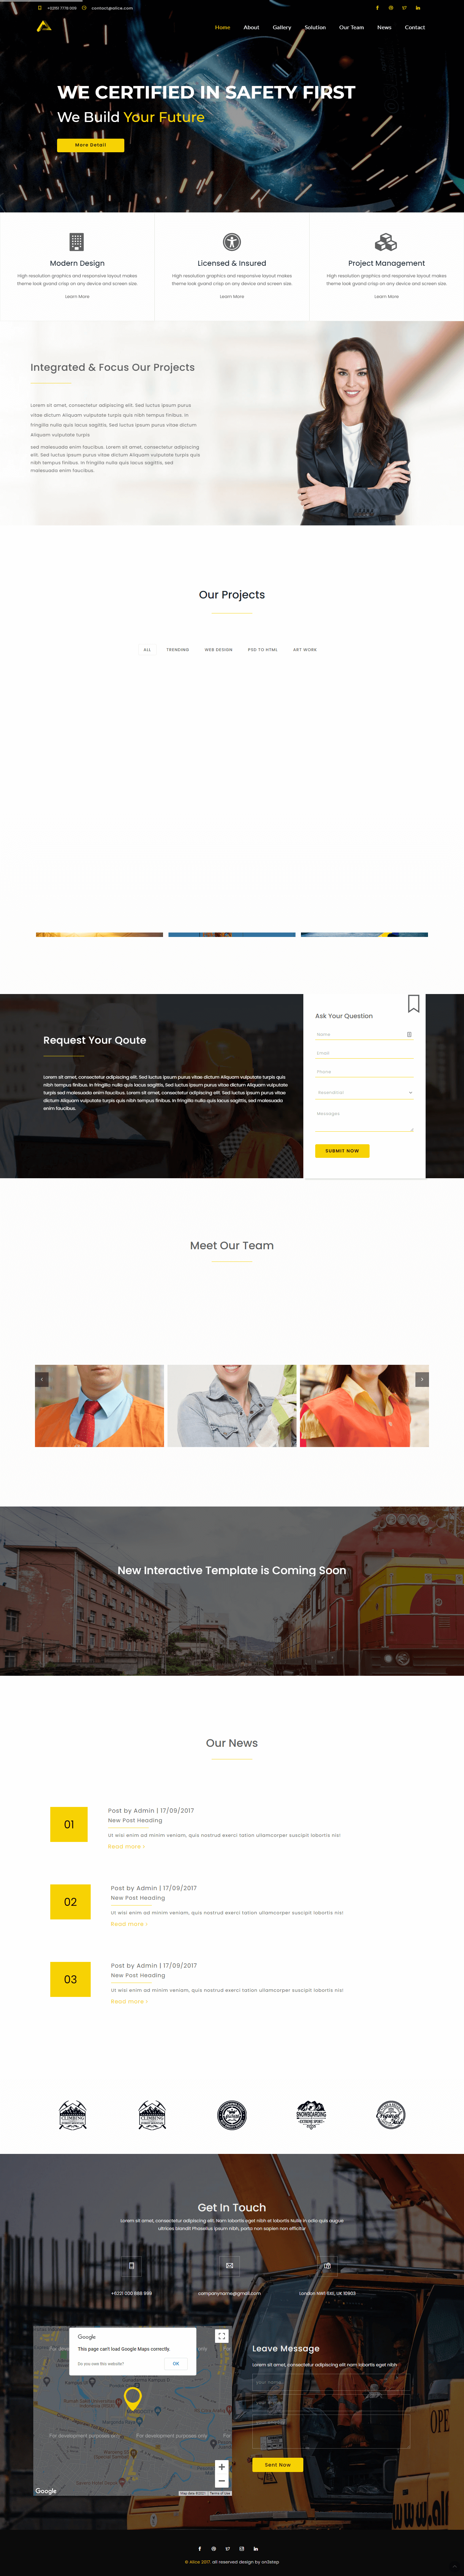 contact@alice.com
Home About Gallery Solution Our Team News Contact
WE CERTIFIED IN SAFETY FIRST
We Build Your Future
More Detail
Modern Design
High resolution graphics and responsive layout makes
theme look gvand crisp on any device and screen size.
Learn More
Licensed & Insured
High resolution graphics and responsive layout makes
theme look gvand crisp on any device and screen size.
Learn More
Project Management
High resolution graphics and responsive layout makes
theme look gvand crisp on any device and screen size.
Learn More
Integrated & Focus Our Projects
Lorem sit amet, consectetur adipiscing elit. Sed luctus ipsum purus
vitae dictum Aliquam vulputate turpis quis nibh tempus finibus. In
fringilla nulla quis lacus sagittis, Sed luctus ipsum purus vitae dictum
Aliquam vulputate turpis
sed malesuada enim faucibus. Lorem sit amet, consectetur adipiscing
elit. Sed luctus ipsum purus vitae dictum Aliquam vulputate turpis quis
nibh tempus finibus. In fringilla nulla quis lacus sagittis, sed
malesuada enim faucibus.
Our Projects
ALL TRENDING WEB DESIGN PSD TO HTML ART WORK
Request Your Qoute
Lorem sit amet, consectetur adipiscing elit. Sed luctus ipsum purus vitae dictum Aliquam vulputate turpis quis
nibh tempus finibus. In fringilla nulla quis lacus sagittis, Sed luctus ipsum purus vitae dictum Aliquam vulputate
turpis sed malesuada enim faucibus. Lorem sit amet, consectetur adipiscing elit. Sed luctus ipsum purus vitae
dictum Aliquam vulputate turpis quis nibh tempus finibus. In fringilla nulla quis lacus sagittis, sed malesuada
enim faucibus.
Ask Your Question
Name
Email
Phone
Messages
SUBMIT NOW
Meet Our Team
New Interactive Template is Coming Soon
Our News
01
Post by Admin | 17/09/2017
New Post Heading
Ut wisi enim ad minim veniam, quis nostrud exerci tation ullamcorper suscipit lobortis nisl
Read more
02
Post by Admin | 17/09/2017
New Post Heading
Ut wisi enim ad minim veniam, quis nostrud exerci tation ullamcorper suscipit lobortis nisl
Read more
03
Post by Admin | 17/09/2017
New Post Heading
Ut wisi enim ad minim veniam, quis nostrud exerci tation ullamcorper suscipit lobortis nisl
Read more
CLIMBING
CLIMBING
SNOWBOARDING
EXTREME SPORT
Get In Touch
Lorem sit amet, consectetur adipiscing elit. Nam lobortis eget nibh et lobortis Nulla in odio quis augue
ultrices blandit Phasellus ipsum nibh, porta non sapien non efficitur
+6221 000 888 999
companyname@gmail.com
London NW1 6XE, UK 10903
Google
This page can't load Google Maps correctly.
Do you own this website?
OK
For development purposes only
For development purposes only
Google
Map data ©2021 Terms of Use
Leave Message
Lorem sit amet, consectetur adipiscing elit nam lobortis eget nibh
Sent Now
© Alice 2017. all reserved design by on3step